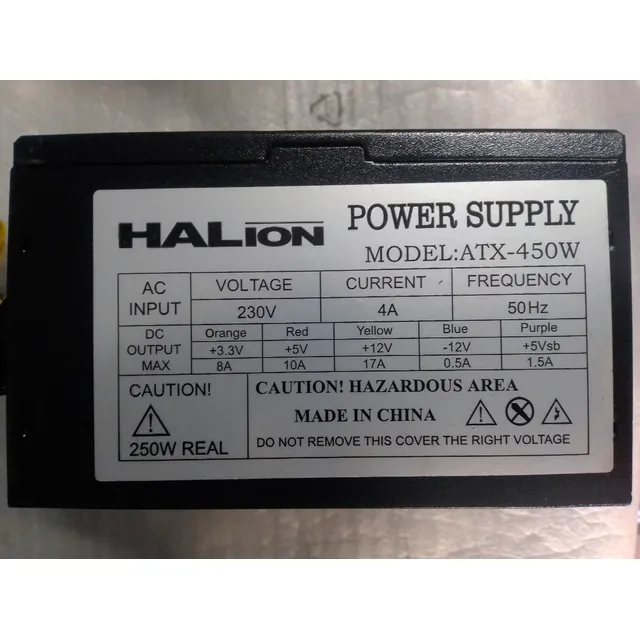 HALion
POWER SUPPLY
MODEL:ATX-450W
AC INPUT VOLTAGE CURRENT FREQUENCY
230V 4A 50Hz
DC OUTPUT MAX Orange Red Yellow Blue Purple
+3.3V +5V +12V -12V +5Vsb
8A 10A 17A 0.5A 1.5A
CAUTION!
250W REAL
CAUTION! HAZARDOUS AREA
MADE IN CHINA
DO NOT REMOVE THIS COVER THE RIGHT VOLTAGE